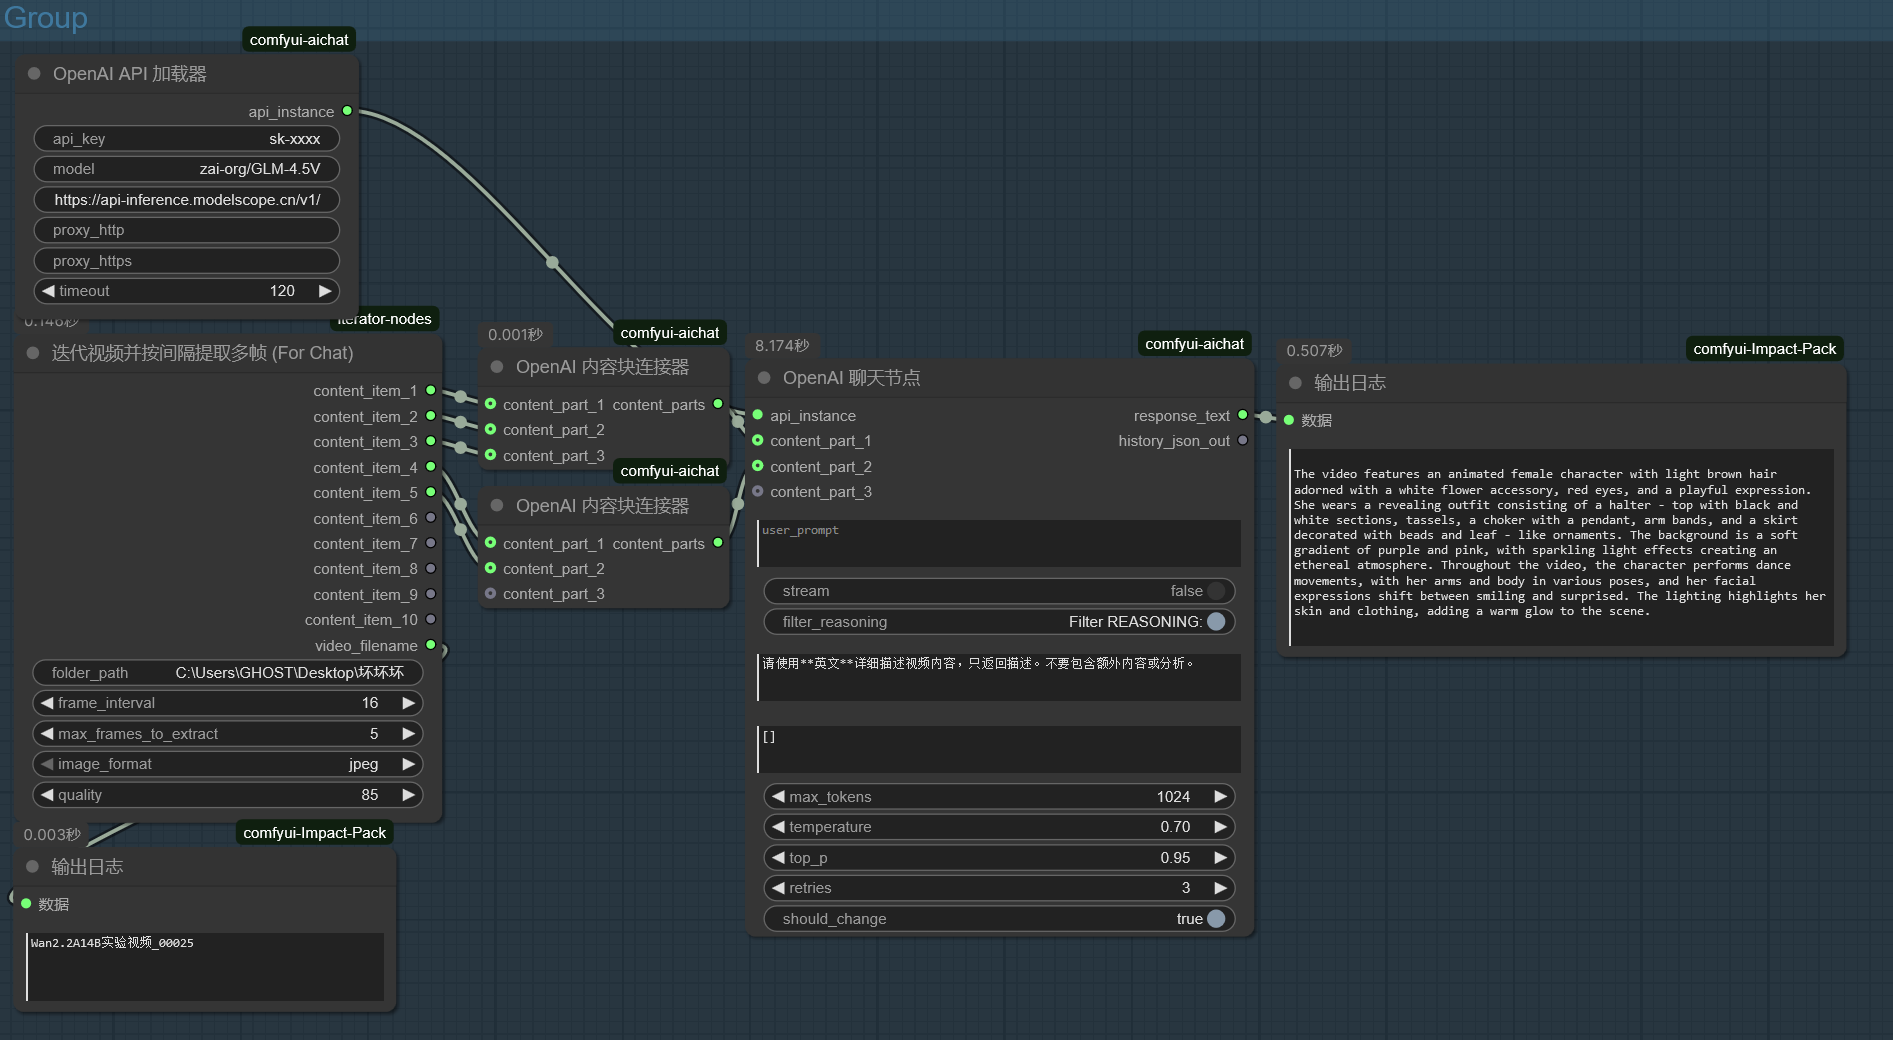 Group
comfyui-aichat
OpenAI API 加载器
api_instance
api_key sk-xxxx
model zai-org/GLM-4.5V
https://api-inference.modelscope.cn/v1/
proxy_http
proxy_https
timeout 120
0.146秒
iterator-nodes
迭代视频并按间隔提取多帧 (For Chat)
content_item_1
content_item_2
content_item_3
content_item_4
content_item_5
content_item_6
content_item_7
content_item_8
content_item_9
content_item_10
video_filename
folder_path C:\Users\GHOST\Desktop\坏坏坏
frame_interval 16
max_frames_to_extract 5
image_format jpeg
quality 85
0.003秒
comfyui-Impact-Pack
输出日志
数据
Wan2.2A14B实验视频_00025
0.001秒
comfyui-aichat
OpenAI 内容块连接器
content_part_1 content_parts
content_part_2
content_part_3
comfyui-aichat
OpenAI 内容块连接器
content_part_1 content_parts
content_part_2
content_part_3
8.174秒
comfyui-aichat
OpenAI 聊天节点
api_instance response_text
content_part_1 history_json_out
content_part_2
content_part_3
user_prompt
stream false
filter_reasoning Filter REASONING:
请使用**英文**详细描述视频内容，只返回描述。不要包含额外内容或分析。
[]
max_tokens 1024
temperature 0.70
top_p 0.95
retries 3
should_change true
0.507秒
comfyui-Impact-Pack
输出日志
数据
The video features an animated female character with light brown hair
adorned with a white flower accessory, red eyes, and a playful expression.
She wears a revealing outfit consisting of a halter - top with black and
white sections, tassels, a choker with a pendant, arm bands, and a skirt
decorated with beads and leaf - like ornaments. The background is a soft
gradient of purple and pink, with sparkling light effects creating an
ethereal atmosphere. Throughout the video, the character performs dance
movements, with her arms and body in various poses, and her facial
expressions shift between smiling and surprised. The lighting highlights her
skin and clothing, adding a warm glow to the scene.